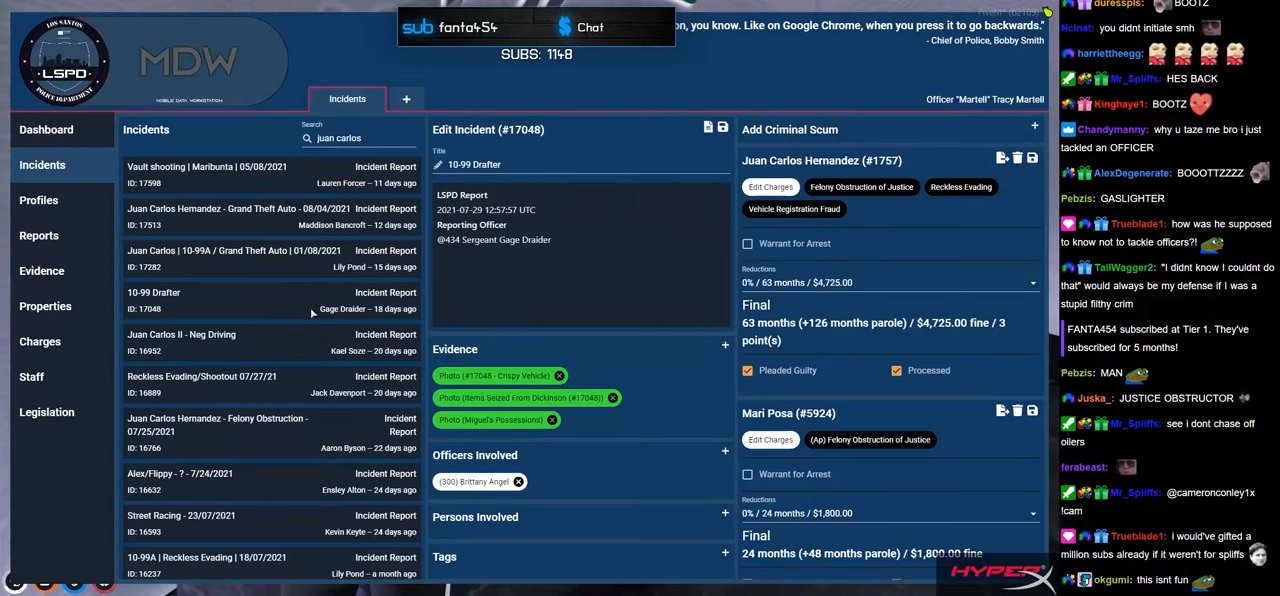 LOS SANTOS
LSPD
POLICE DEPARTMENT
MDW
MOBILE DATA WORKSTATION
sub fanta454
Chat
SUBS: 1148
on, you know. Like on Google Chrome, when you press it to go backwards."
- Chief of Police, Bobby Smith
Incidents
+
Officer "Martell" Tracy Martell
Dashboard
Incidents
Profiles
Reports
Evidence
Properties
Charges
Staff
Legislation
Incidents
Search
juan carlos
Vault shooting | Maribunta | 05/08/2021
Incident Report
ID: 17598
Lauren Forcer – 11 days ago
Juan Carlos Hernandez - Grand Theft Auto - 08/04/2021
Incident Report
ID: 17513
Maddison Bancroft – 12 days ago
Juan Carlos | 10-99A / Grand Theft Auto | 01/08/2021
Incident Report
ID: 17282
Lily Pond – 15 days ago
10-99 Drafter
Incident Report
ID: 17048
Gage Draider – 18 days ago
Juan Carlos II - Neg Driving
Incident Report
ID: 16952
Kael Soze – 20 days ago
Reckless Evading/Shootout 07/27/21
Incident Report
ID: 16889
Jack Davenport – 20 days ago
Juan Carlos Hernandez - Felony Obstruction -
07/25/2021
Incident
Report
ID: 16766
Aaron Byson – 22 days ago
Alex/Flippy - ? - 7/24/2021
Incident Report
ID: 16632
Ensley Alton – 24 days ago
Street Racing - 23/07/2021
Incident Report
ID: 16593
Kevin Keyte – 24 days ago
10-99A | Reckless Evading | 18/07/2021
Incident Report
ID: 16237
Lily Pond – a month ago
Edit Incident (#17048)
Title
10-99 Drafter
LSPD Report
2021-07-29 12:57:57 UTC
Reporting Officer
@434 Sergeant Gage Draider
Evidence
+
Photo (#17048 - Crispy Vehicle)
Photo (Items Seized From Dickinson (#17048))
Photo (Miguel's Possessions)
Officers Involved
+
(300) Brittany Angel
Persons Involved
+
Tags
+
Add Criminal Scum
+
Juan Carlos Hernandez (#1757)
Edit Charges
Felony Obstruction of Justice
Reckless Evading
Vehicle Registration Fraud
Warrant for Arrest
Reductions
0% / 63 months / $4,725.00
Final
63 months (+126 months parole) / $4,725.00 fine / 3
point(s)
Pleaded Guilty
Processed
Mari Posa (#5924)
Edit Charges
(Ap) Felony Obstruction of Justice
Warrant for Arrest
Reductions
0% / 24 months / $1,800.00
Final
24 months (+48 months parole) / $1,800.00 fine
HYPERX
duresspls: BOOTZ
NcInat: you didnt initiate smh
harriettheegg:
Mr_Spliffs: HES BACK
Kinghaye1: BOOTZ
Chandymanny: why u taze me bro i just
tackled an OFFICER
AlexDegenerate: BOOOTTZZZZ
Pebzis: GASLIGHTER
Trueblade1: how was he supposed
to know not to tackle officers?!
TailWagger2: "I didnt know I couldnt do
that" would always be my defense if I was a
stupid filthy crim
FANTA454 subscribed at Tier 1. They've
subscribed for 5 months!
Pebzis: MAN
Juska_: JUSTICE OBSTRUCTOR
Mr_Spliffs: see i dont chase off
oilers
ferabeast:
Mr_Spliffs: @cameronconley1x
!cam
Trueblade1: i would've gifted a
million subs already if it weren't for spliffs
okgumi: this isnt fun